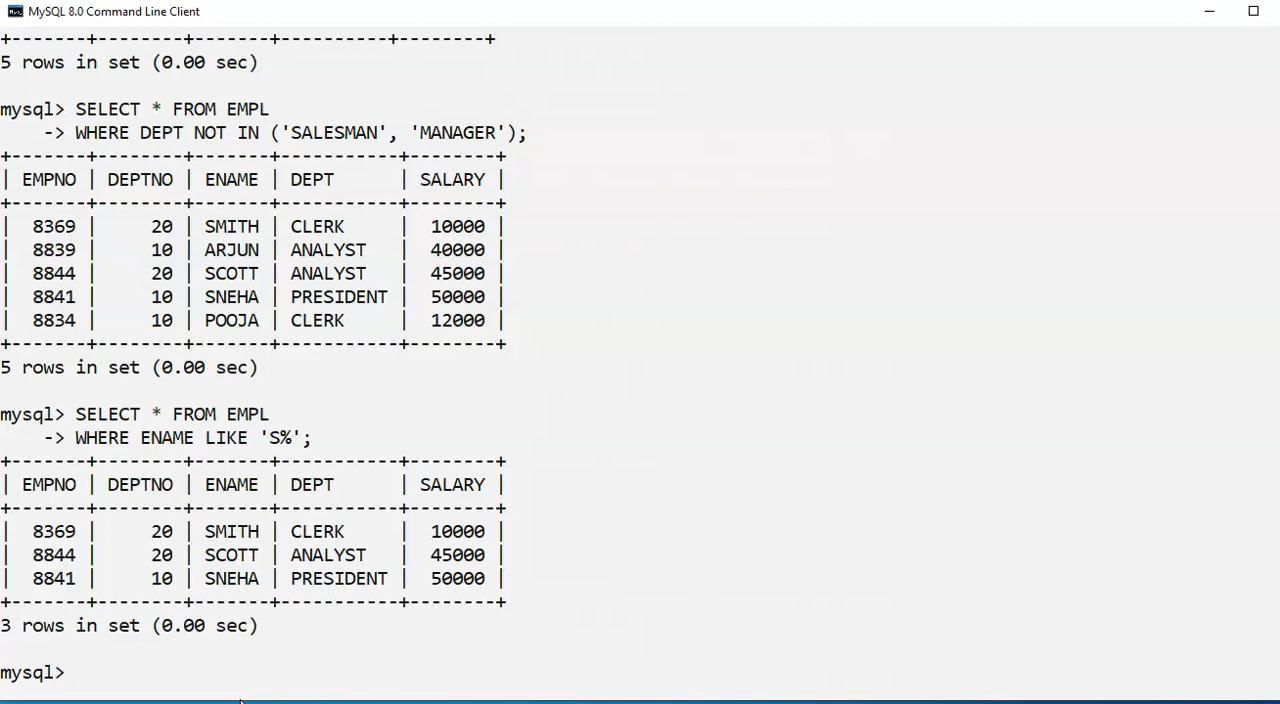 MySQL 8.0 Command Line Client
+-------+--------+-------+----------+--------+
5 rows in set (0.00 sec)
mysql> SELECT * FROM EMPL
    -> WHERE DEPT NOT IN ('SALESMAN', 'MANAGER');
+-------+--------+-------+-----------+--------+
| EMPNO | DEPTNO | ENAME | DEPT      | SALARY |
+-------+--------+-------+-----------+--------+
|  8369 |     20 | SMITH | CLERK     |  10000 |
|  8839 |     10 | ARJUN | ANALYST   |  40000 |
|  8844 |     20 | SCOTT | ANALYST   |  45000 |
|  8841 |     10 | SNEHA | PRESIDENT |  50000 |
|  8834 |     10 | POOJA | CLERK     |  12000 |
+-------+--------+-------+-----------+--------+
5 rows in set (0.00 sec)
mysql> SELECT * FROM EMPL
    -> WHERE ENAME LIKE 'S%';
+-------+--------+-------+-----------+--------+
| EMPNO | DEPTNO | ENAME | DEPT      | SALARY |
+-------+--------+-------+-----------+--------+
|  8369 |     20 | SMITH | CLERK     |  10000 |
|  8844 |     20 | SCOTT | ANALYST   |  45000 |
|  8841 |     10 | SNEHA | PRESIDENT |  50000 |
+-------+--------+-------+-----------+--------+
3 rows in set (0.00 sec)
mysql>